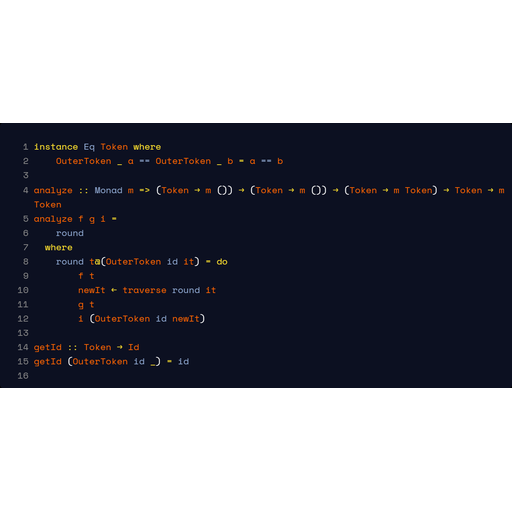 1 instance Eq Token where
2     OuterToken _ a == OuterToken _ b = a == b
3
4 analyze :: Monad m => (Token → m ()) → (Token → m ()) → (Token → m Token) → Token → m
Token
5 analyze f g i =
6     round
7   where
8     round t@(OuterToken id it) = do
9         f t
10         newIt ← traverse round it
11         g t
12         i (OuterToken id newIt)
13
14 getId :: Token → Id
15 getId (OuterToken id _) = id
16